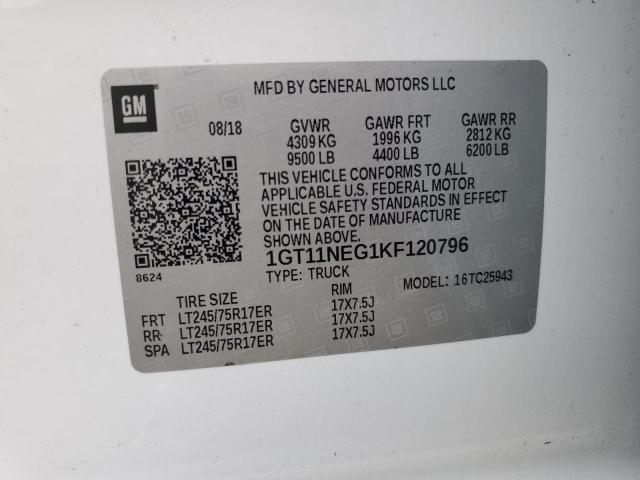 MFD BY GENERAL MOTORS LLC
GM
08/18
GVWR GAWR FRT GAWR RR
4309 KG 1996 KG 2812 KG
9500 LB 4400 LB 6200 LB
THIS VEHICLE CONFORMS TO ALL
APPLICABLE U.S. FEDERAL MOTOR
VEHICLE SAFETY STANDARDS IN EFFECT
ON THE DATE OF MANUFACTURE
SHOWN ABOVE.
8624
1GT11NEG1KF120796
TYPE: TRUCK
MODEL: 16TC25943
TIRE SIZE RIM
FRT LT245/75R17ER 17X7.5J
RR LT245/75R17ER 17X7.5J
SPA LT245/75R17ER 17X7.5J